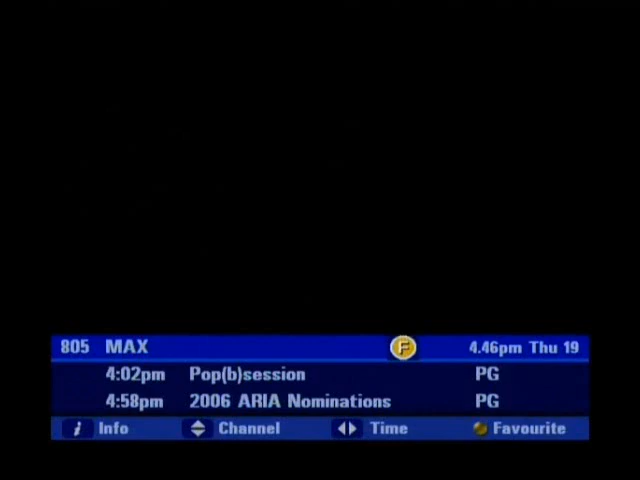 805 MAX F 4.46pm Thu 19
4:02pm Pop(b)session PG
4:58pm 2006 ARIA Nominations PG
i Info Channel Time Favourite